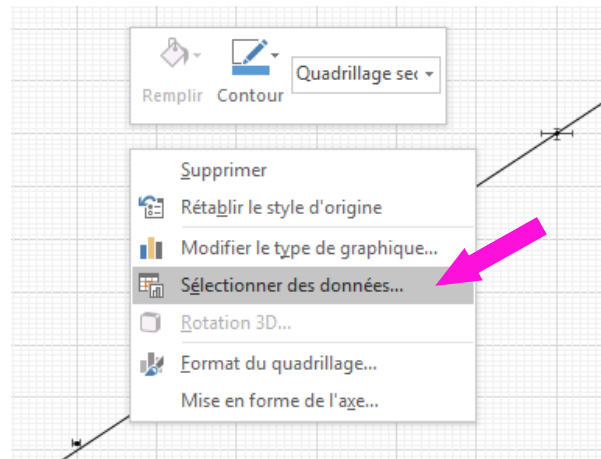 Quadrillage sec
Remplir Contour
Supprimer
Rétablir le style d'origine
Modifier le type de graphique...
Sélectionner des données...
Rotation 3D...
Format du quadrillage...
Mise en forme de l'axe...